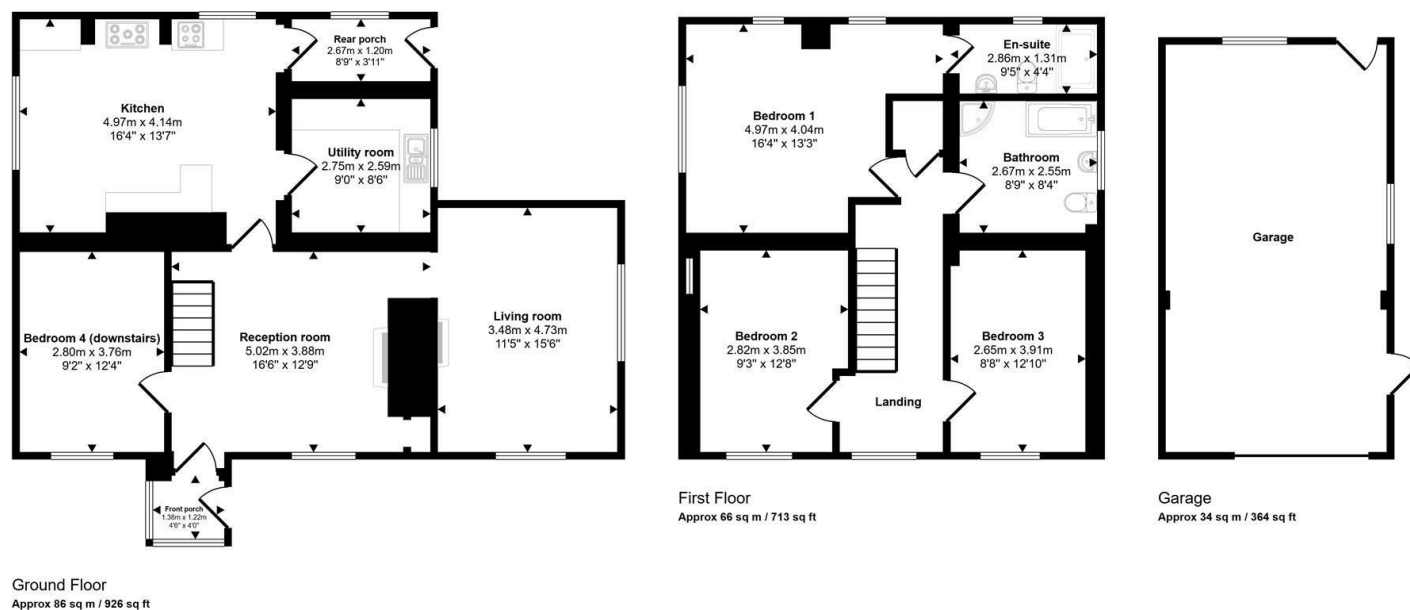 Rear porch
2.67m x 1.20m
8'9" x 3'11"
Kitchen
4.97m x 4.14m
16'4" x 13'7"
Utility room
2.75m x 2.59m
9'0" x 8'6"
Bedroom 4 (downstairs)
2.80m x 3.76m
9'2" x 12'4"
Reception room
5.02m x 3.88m
16'6" x 12'9"
Living room
3.48m x 4.73m
11'5" x 15'6"
Front porch
1.38m x 1.22m
4'6" x 4'0"
Ground Floor
Approx 86 sq m / 926 sq ft
En-suite
2.86m x 1.31m
9'5" x 4'4"
Bedroom 1
4.97m x 4.04m
16'4" x 13'3"
Bathroom
2.67m x 2.55m
8'9" x 8'4"
Bedroom 2
2.82m x 3.85m
9'3" x 12'8"
Bedroom 3
2.65m x 3.91m
8'8" x 12'10"
Landing
First Floor
Approx 66 sq m / 713 sq ft
Garage
Garage
Approx 34 sq m / 364 sq ft